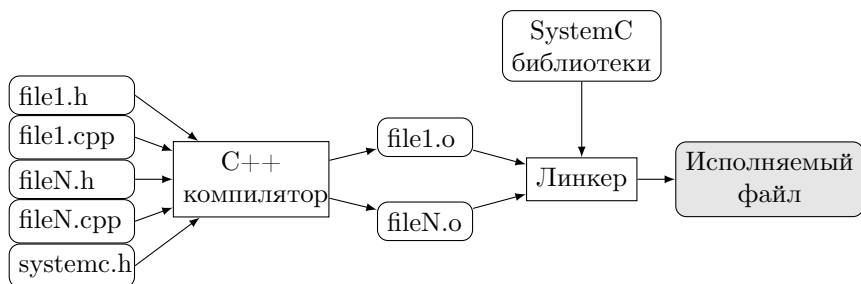 SystemC
библиотеки
file1.h
file1.cpp
fileN.h
fileN.cpp
systemc.h
C++
компилятор
file1.o
fileN.o
Линкер
Исполняемый
файл